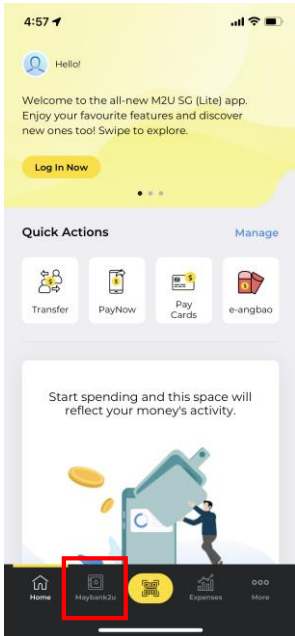 4:57
Hello!
Welcome to the all-new M2U SG (Lite) app.
Enjoy your favourite features and discover
new ones too! Swipe to explore.
Log In Now
Quick Actions
Manage
Transfer
PayNow
Pay
Cards
e-angbao
Start spending and this space will
reflect your money's activity.
Home
Maybank2u
Expenses
More